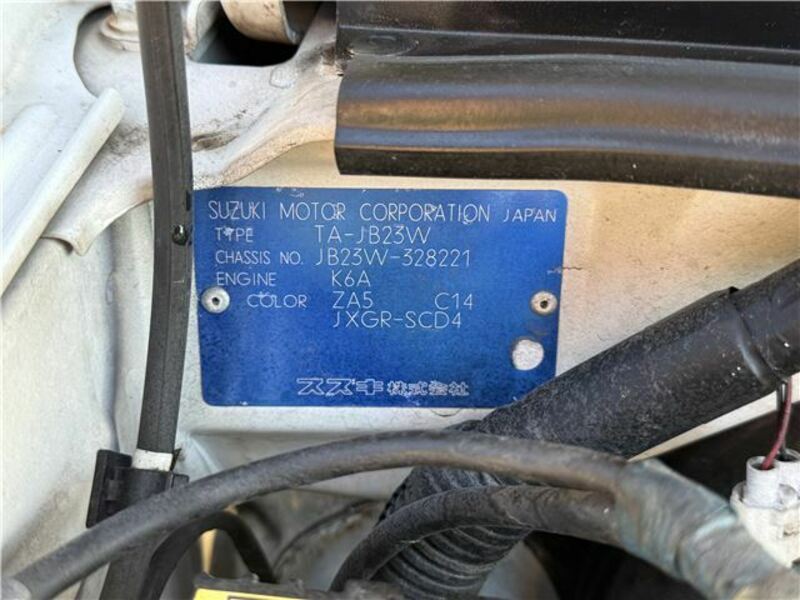 SUZUKI MOTOR CORPORATION JAPAN
TYPE TA-JB23W
CHASSIS NO. JB23W-328221
ENGINE K6A
COLOR ZA5 C14
JXGR-SCD4
スズキ株式会社